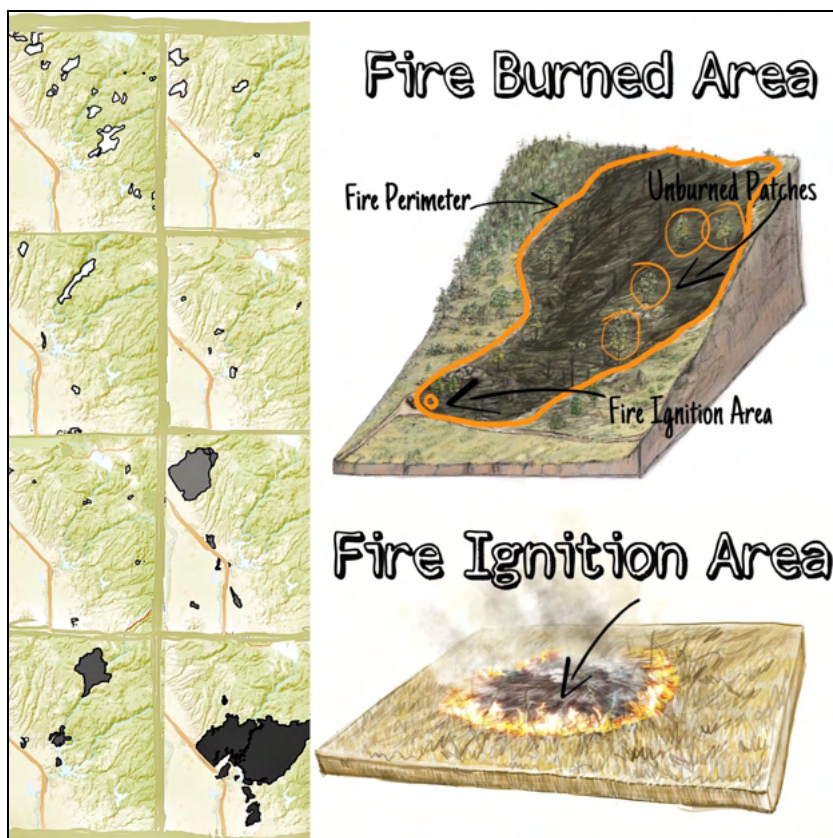 Fire Burned Area
Fire Perimeter
Unburned Patches
Fire Ignition Area
Fire Ignition Area